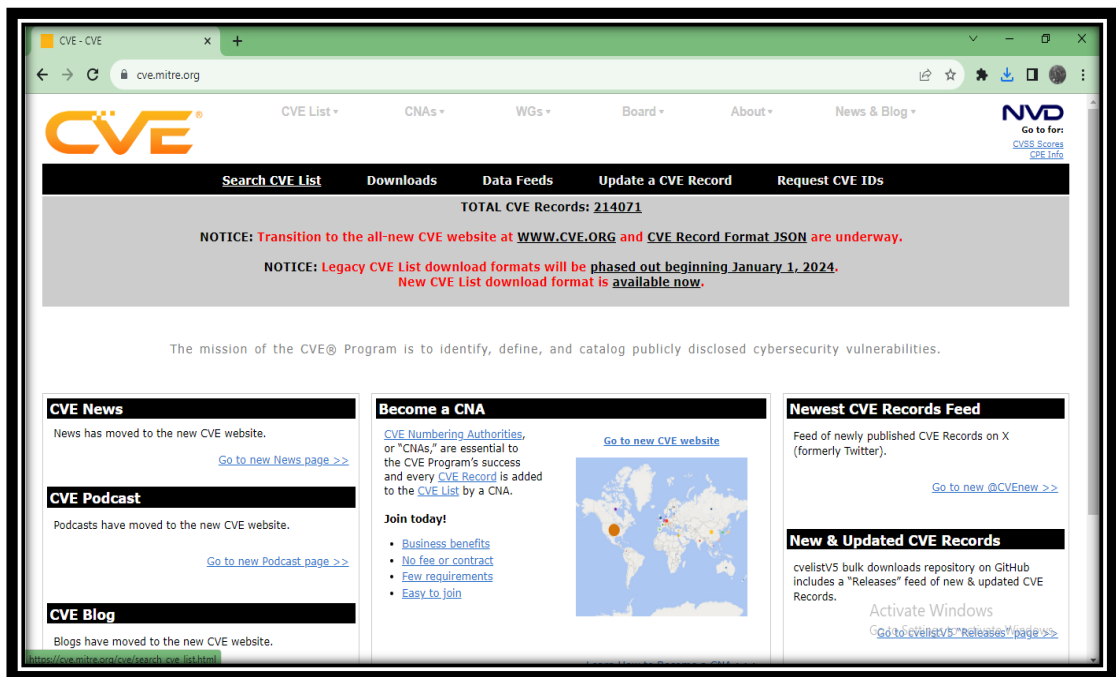 CVE - CVE
cve.mitre.org
CVE®
CVE List
CNAs
WGs
Board
About
News & Blog
NVD
Go to for:
CVSS Scores
CPE Info
Search CVE List
Downloads
Data Feeds
Update a CVE Record
Request CVE IDs
TOTAL CVE Records: 214071
NOTICE: Transition to the all-new CVE website at WWW.CVE.ORG and CVE Record Format JSON are underway.
NOTICE: Legacy CVE List download formats will be phased out beginning January 1, 2024.
New CVE List download format is available now.
The mission of the CVE® Program is to identify, define, and catalog publicly disclosed cybersecurity vulnerabilities.
CVE News
News has moved to the new CVE website.
Go to new News page >>
CVE Podcast
Podcasts have moved to the new CVE website.
Go to new Podcast page >>
CVE Blog
Blogs have moved to the new CVE website.
Become a CNA
CVE Numbering Authorities,
or “CNAs,” are essential to
the CVE Program’s success
and every CVE Record is added
to the CVE List by a CNA.
Join today!
• Business benefits
• No fee or contract
• Few requirements
• Easy to join
Go to new CVE website
Newest CVE Records Feed
Feed of newly published CVE Records on X
(formerly Twitter).
Go to new @CVEnew >>
New & Updated CVE Records
cvelistV5 bulk downloads repository on GitHub
includes a “Releases” feed of new & updated CVE
Records.
Activate Windows
Go to cvelistV5 “Releases” page >>
https://cve.mitre.org/cve/search_cve_list.html